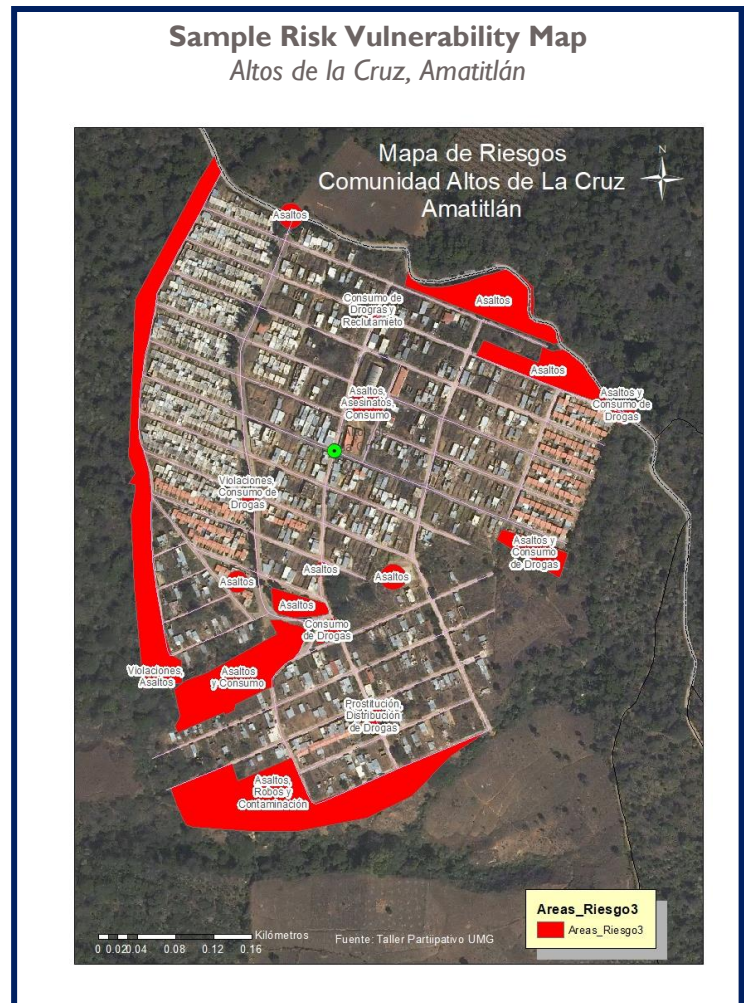 Sample Risk Vulnerability Map
Altos de la Cruz, Amatitlán
Mapa de Riesgos
Comunidad Altos de La Cruz
Amatitlán
N
Asaltos
Asaltos
Consumo de
Drogras y
Reclutamieto
Asaltos
Asaltos,
Asesinatos,
Consumo
Asaltos y
Consumo de
Drogas
Violaciones,
Consumo de
Drogas
Asaltos y
Consumo
de Drogas
Asaltos
Asaltos
Asaltos
Asaltos
Consumo
de Drogas
Violaciones,
Asaltos
Asaltos
y Consumo
Prostitución,
Distribución
de Drogas
Asaltos,
Robos y
Contaminación
Areas_Riesgo3
Areas_Riesgo3
Kilómetros
0 0.020.04 0.08 0.12 0.16
Fuente: Taller Partiipativo UMG